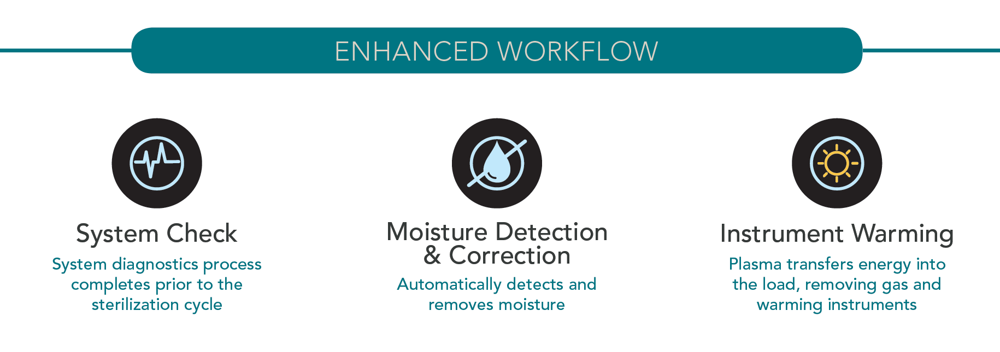 ENHANCED WORKFLOW
System Check
System diagnostics process
completes prior to the
sterilization cycle
Moisture Detection
& Correction
Automatically detects and
removes moisture
Instrument Warming
Plasma transfers energy into
the load, removing gas and
warming instruments